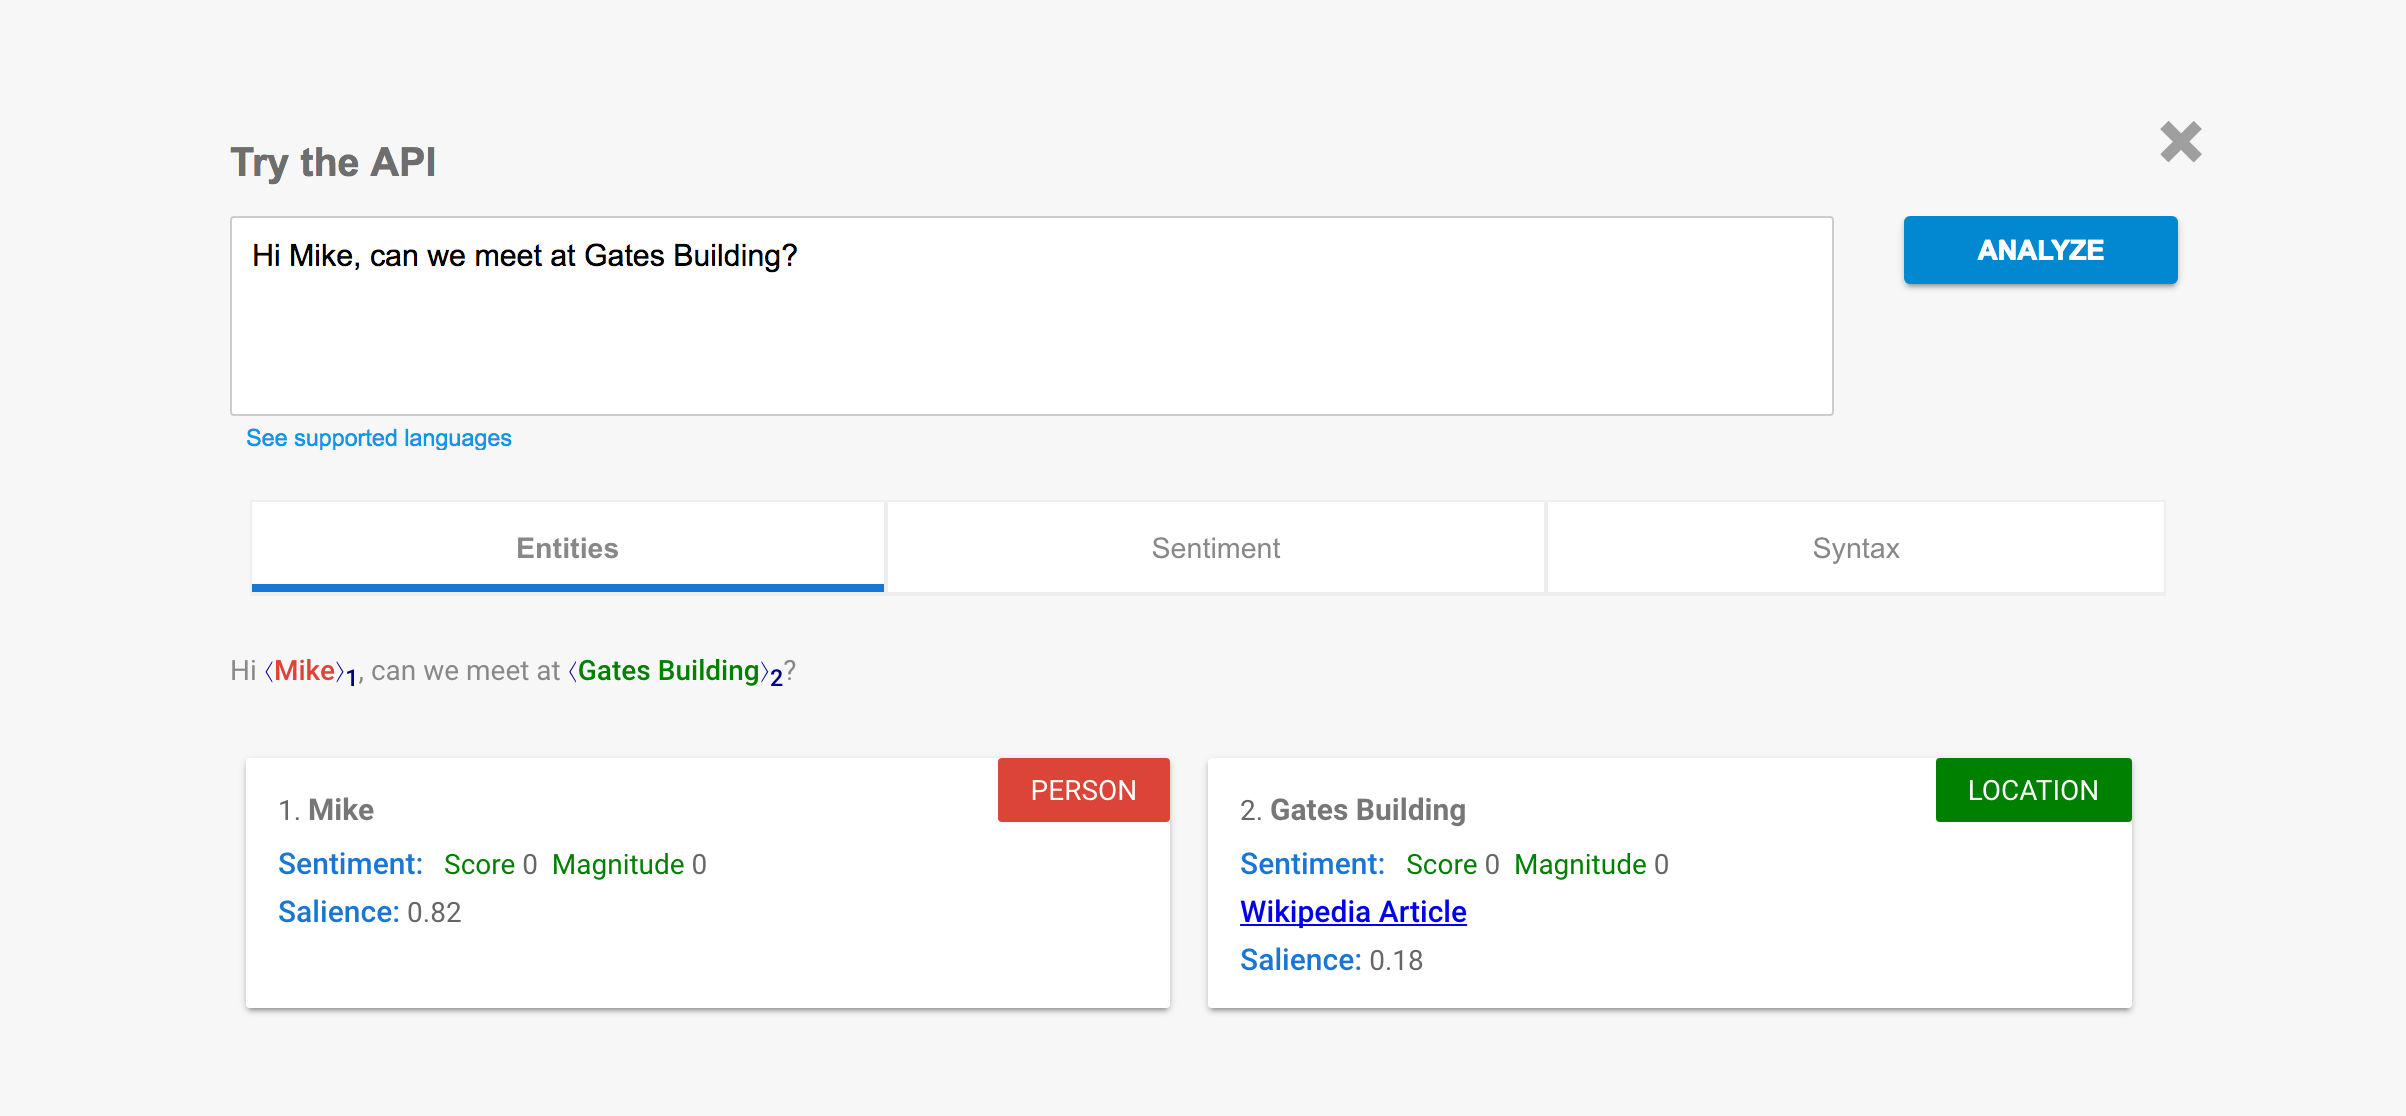 Try the API
Hi Mike, can we meet at Gates Building?
ANALYZE
See supported languages
Entities
Sentiment
Syntax
Hi ⟨Mike⟩1, can we meet at ⟨Gates Building⟩2?
1. Mike
PERSON
Sentiment: Score 0 Magnitude 0
Salience: 0.82
2. Gates Building
LOCATION
Sentiment: Score 0 Magnitude 0
Wikipedia Article
Salience: 0.18